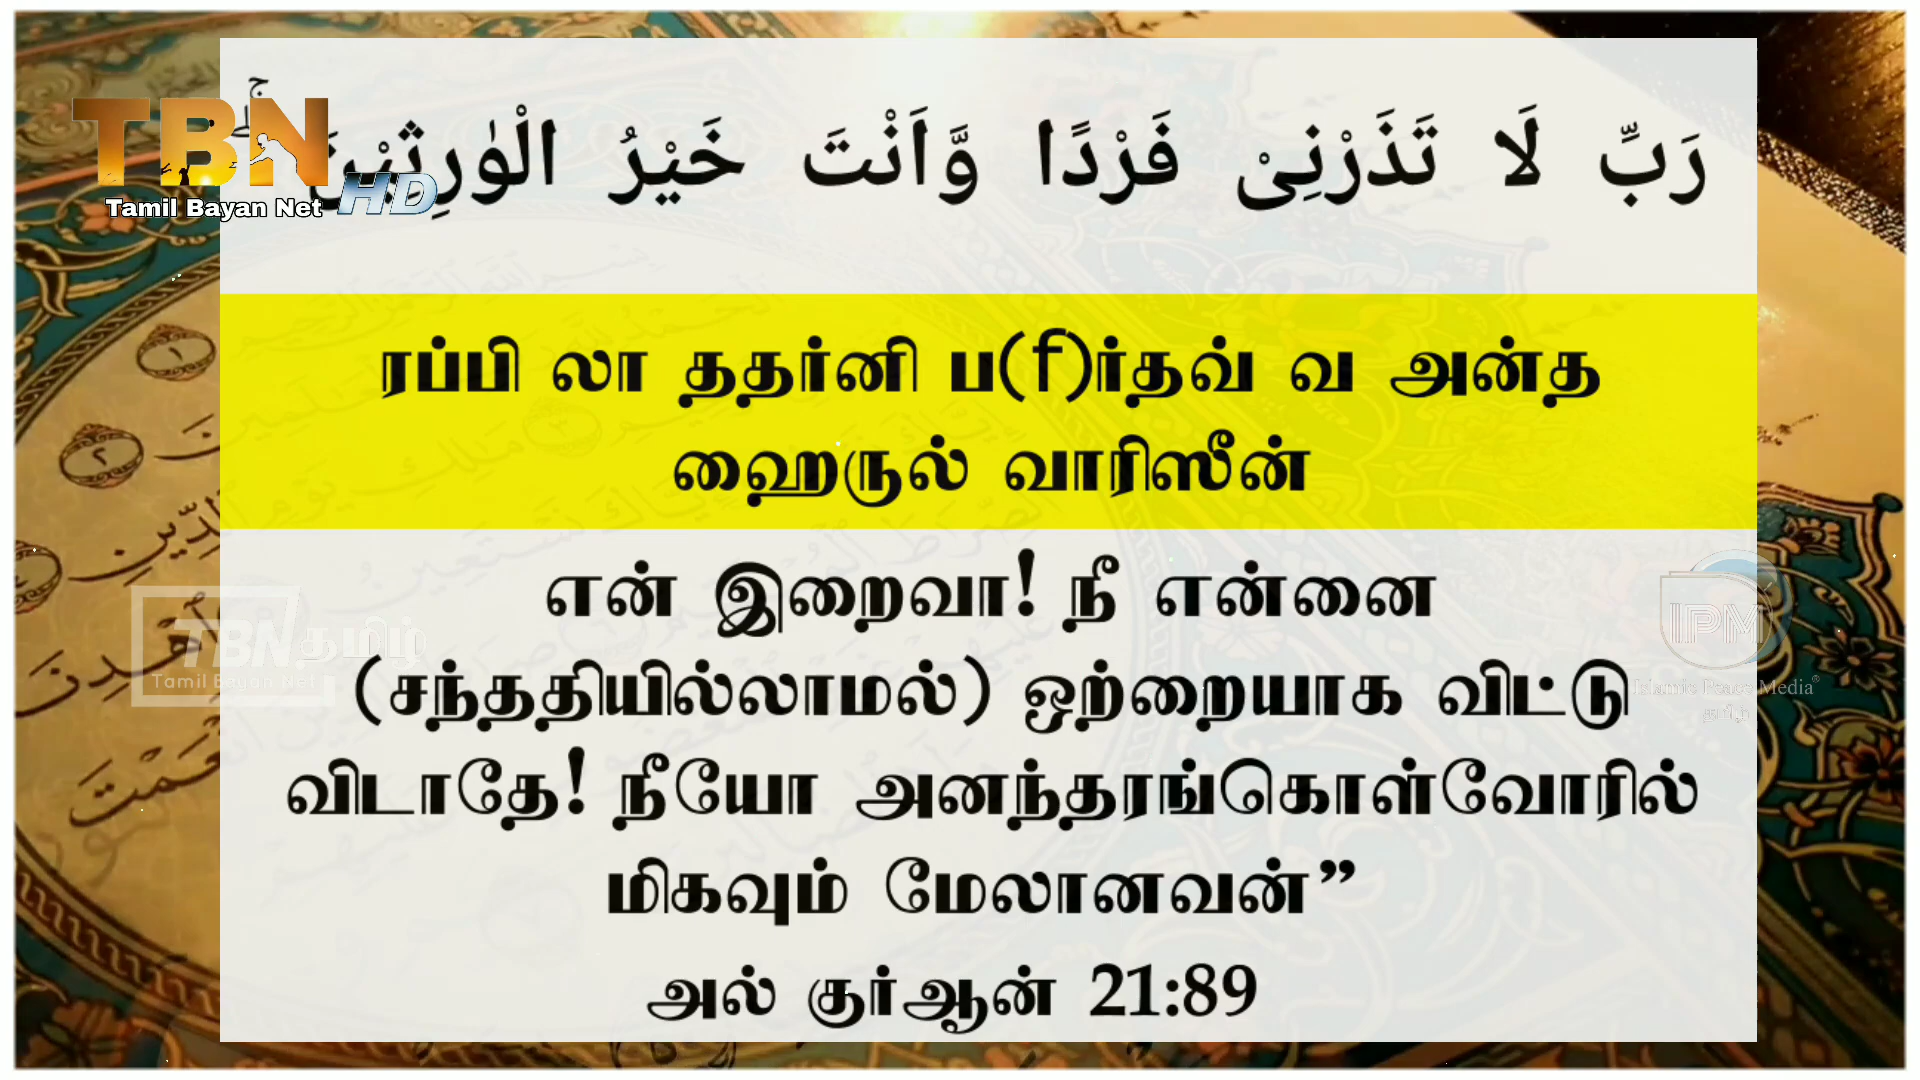 رَبِّ لَا تَذَرْنِىْ فَرْدًا وَّاَنْتَ خَيْرُ الْوٰرِثِيْنَ ۚ
TBN HD
Tamil Bayan Net
ரப்பி லா ததர்னி ப(f)ர்தவ் வ அன்த
ஹைருல் வாரிஸீன்
என் இறைவா! நீ என்னை
(சந்ததியில்லாமல்) ஒற்றையாக விட்டு
விடாதே! நீயோ அனந்தரங்கொள்வோரில்
மிகவும் மேலானவன்”
அல் குர்ஆன் 21:89
TBN தமிழ்
Tamil Bayan Net
IPM
Islamic Peace Media
தமிழ்